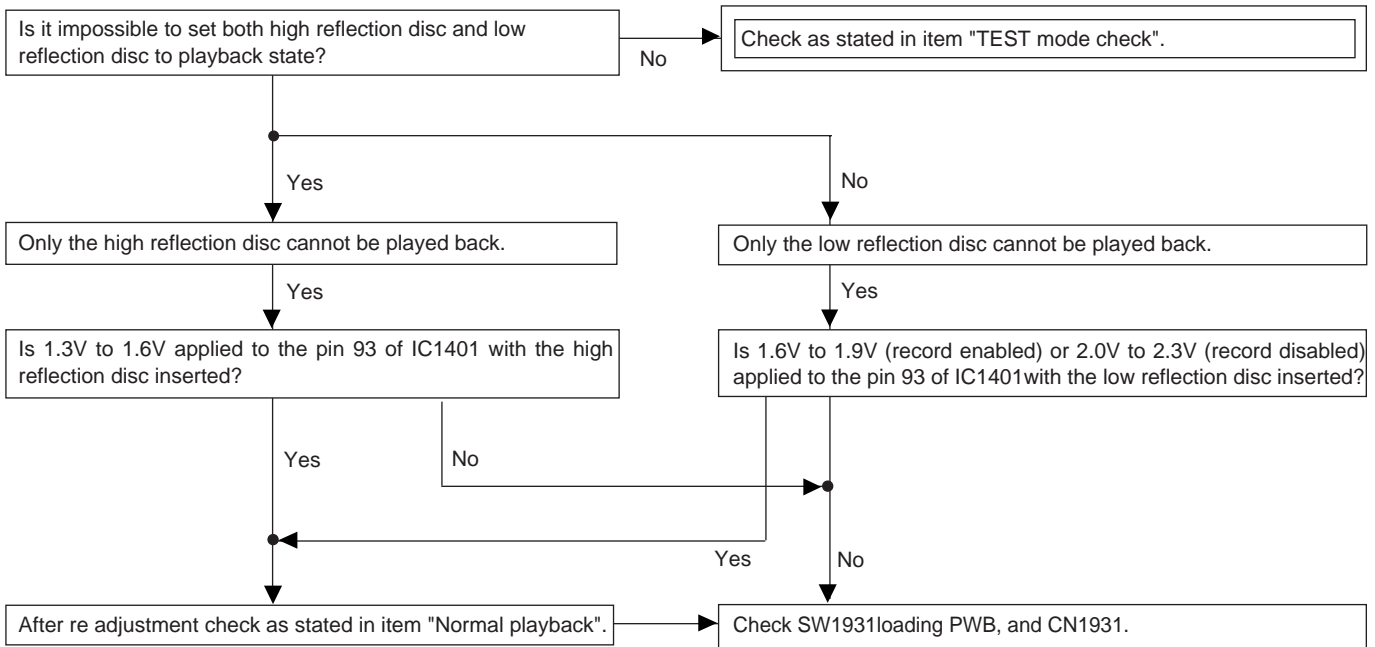 Is it impossible to set both high reflection disc and low
reflection disc to playback state?
No
Check as stated in item "TEST mode check".
Yes
No
Only the high reflection disc cannot be played back.
Only the low reflection disc cannot be played back.
Yes
Yes
Is 1.3V to 1.6V applied to the pin 93 of IC1401 with the high
reflection disc inserted?
Is 1.6V to 1.9V (record enabled) or 2.0V to 2.3V (record disabled)
applied to the pin 93 of IC1401with the low reflection disc inserted?
Yes
No
Yes
No
After re adjustment check as stated in item "Normal playback".
Check SW1931loading PWB, and CN1931.